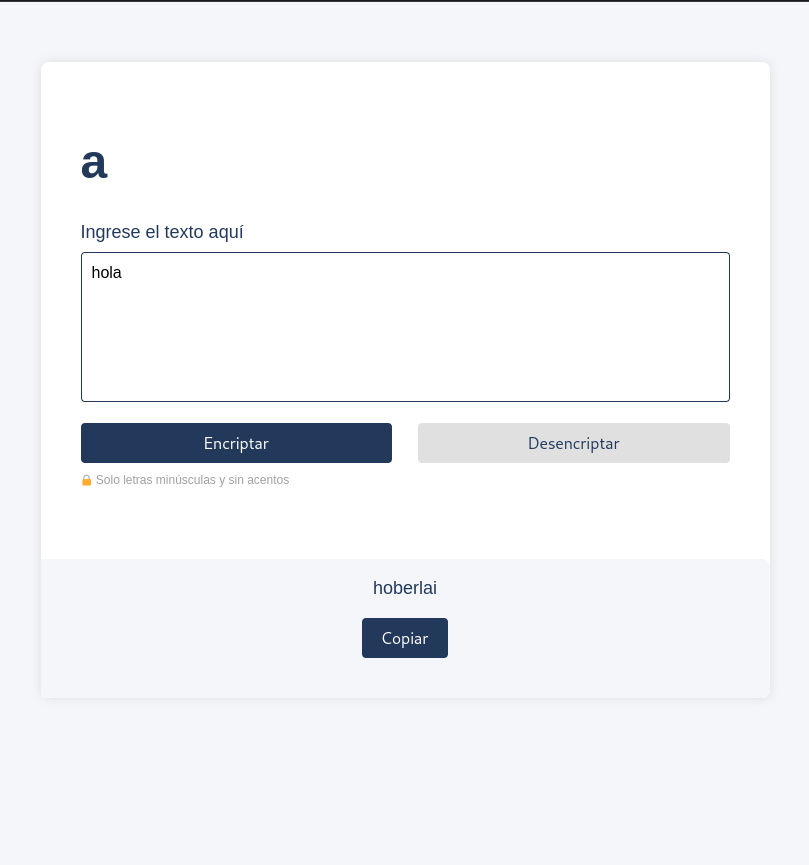 a
Ingrese el texto aquí
hola
Encriptar
Desencriptar
Solo letras minúsculas y sin acentos
hoberlai
Copiar